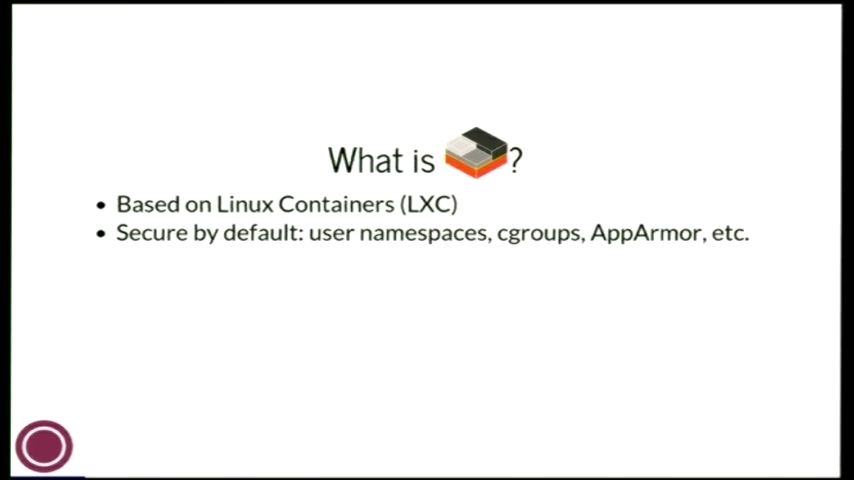 What is ?
Based on Linux Containers (LXC)
Secure by default: user namespaces, cgroups, AppArmor, etc.